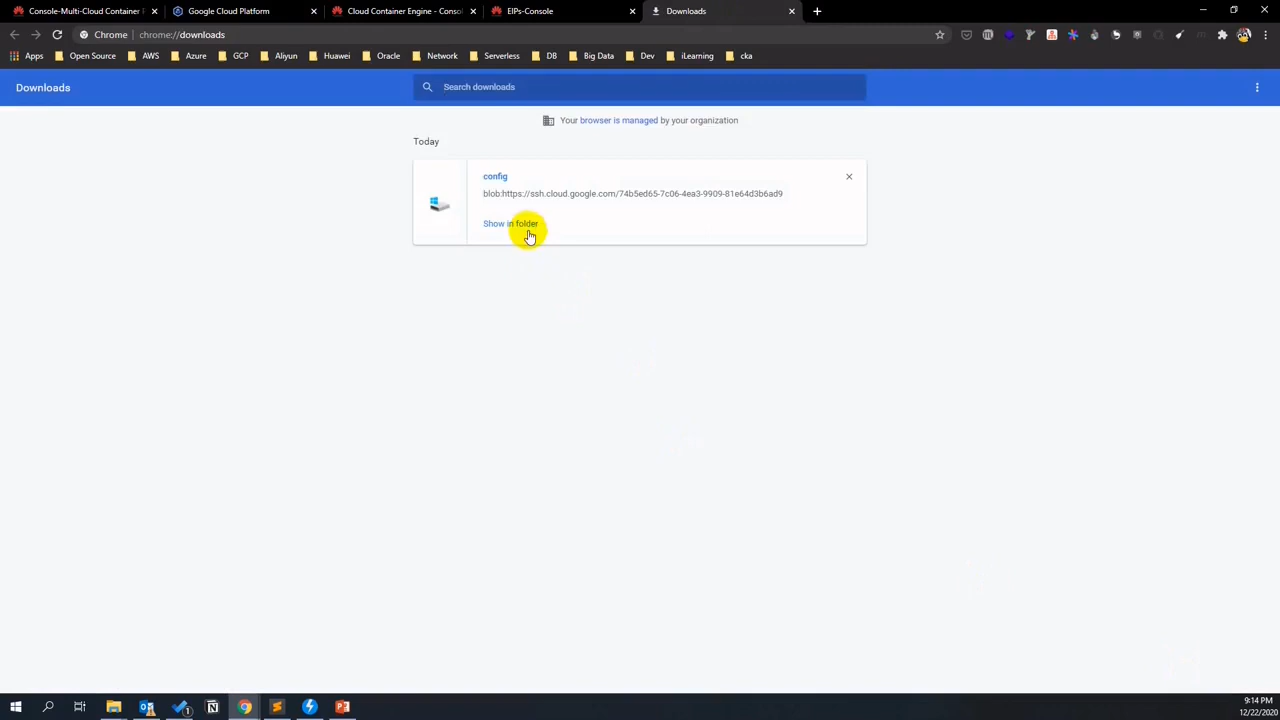 Console-Multi-Cloud Container
Google Cloud Platform
Cloud Container Engine - Consol
EIPs-Console
Downloads
Chrome
chrome://downloads
Apps
Open Source
AWS
Azure
GCP
Aliyun
Huawei
Oracle
Network
Serverless
DB
Big Data
Dev
iLearning
cka
Downloads
Search downloads
Your browser is managed by your organization
Today
config
blob:https://ssh.cloud.google.com/74b5ed65-7c06-4ea3-9909-81e64d3b6ad9
Show in folder
9:14 PM
12/22/2020